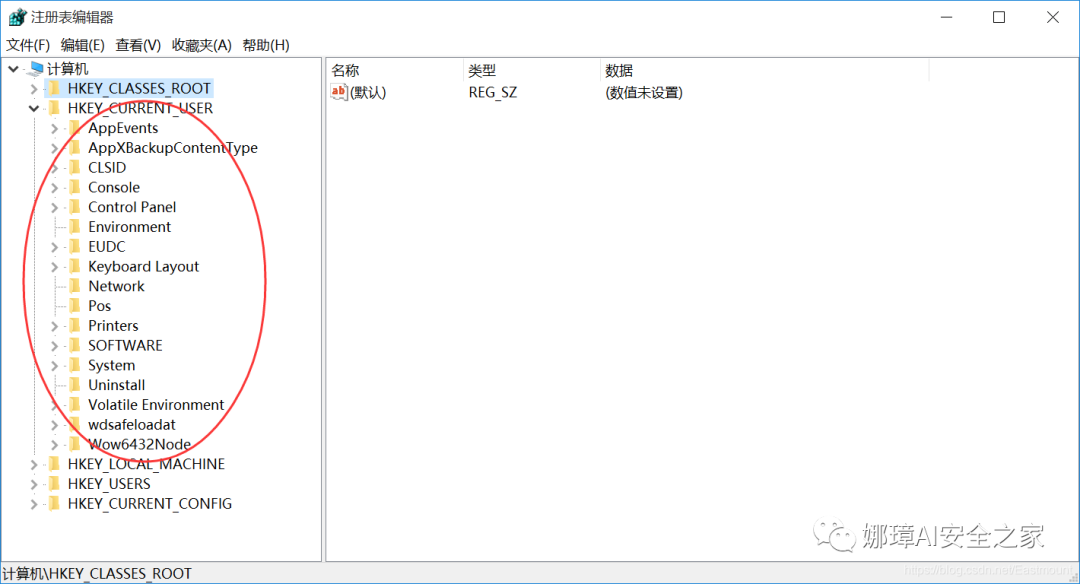 注册表编辑器
文件(F) 编辑(E) 查看(V) 收藏夹(A) 帮助(H)
计算机
HKEY_CLASSES_ROOT
HKEY_CURRENT_USER
AppEvents
AppXBackupContentType
CLSID
Console
Control Panel
Environment
EUDC
Keyboard Layout
Network
Pos
Printers
SOFTWARE
System
Uninstall
Volatile Environment
wdsafeloadat
Wow6432Node
HKEY_LOCAL_MACHINE
HKEY_USERS
HKEY_CURRENT_CONFIG
名称 类型 数据
ab (默认) REG_SZ (数值未设置)
娜璋AI安全之家
https://blog.csdn.net/Eastmount
计算机\HKEY_CLASSES_ROOT